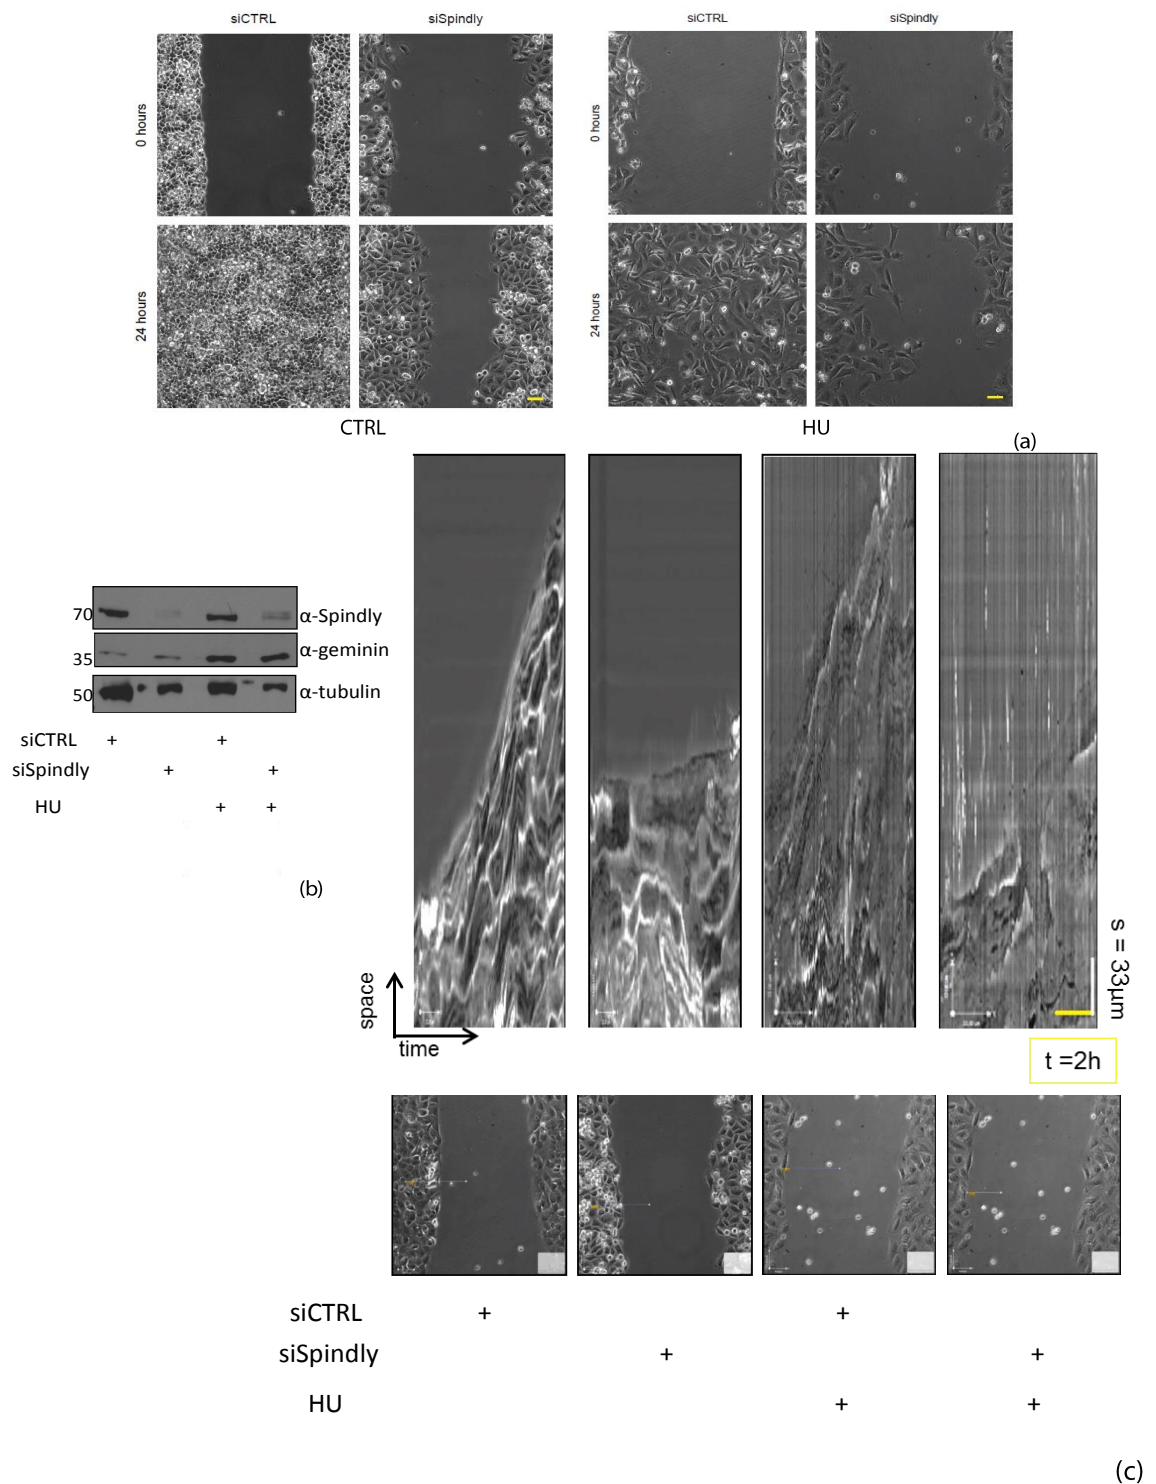 siCTRL siSpindly siCTRL siSpindly
0 hours 0 hours
24 hours 24 hours
CTRL HU
(a)
70 α-Spindly
35 α-geminin
50 α-tubulin
siCTRL + +
siSpindly + +
HU + +
(b)
space
time
s = 33µm
t =2h
siCTRL + +
siSpindly + +
HU + +
(c)